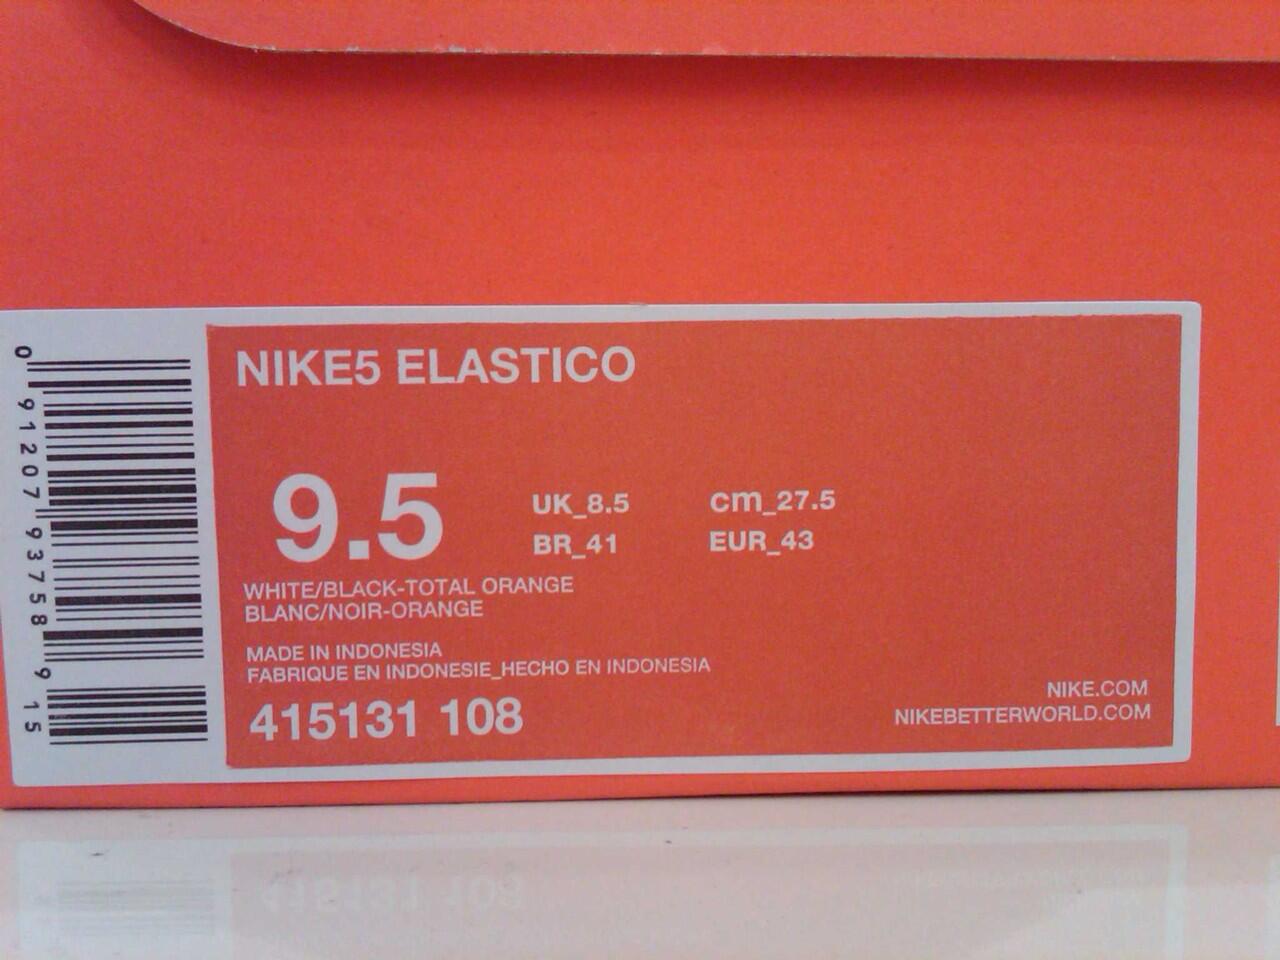 NIKE5 ELASTICO
9.5
UK_8.5 cm_27.5
BR_41 EUR_43
WHITE/BLACK-TOTAL ORANGE
BLANC/NOIR-ORANGE
MADE IN INDONESIA
FABRIQUE EN INDONESIE_HECHO EN INDONESIA
415131 108
NIKE.COM
NIKEBETTERWORLD.COM
0 91207 93758 9 15